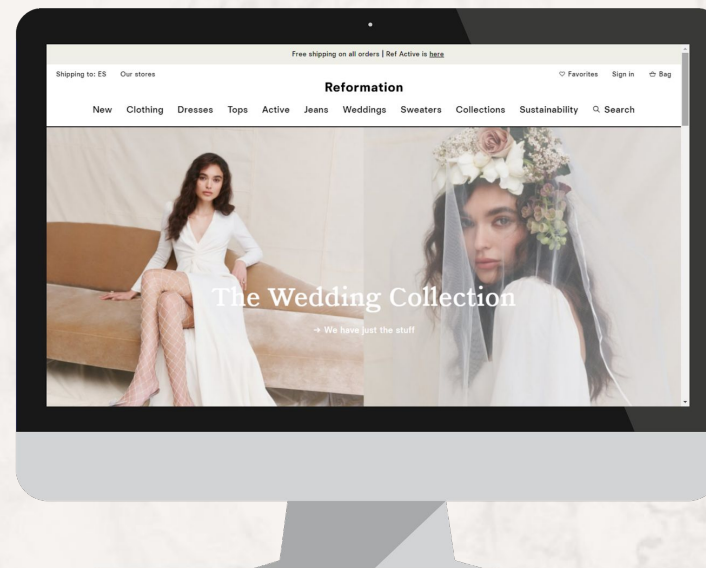 Free shipping on all orders | Ref Active is here
Shipping to: ES Our stores
Favorites Sign in Bag
Reformation
New Clothing Dresses Tops Active Jeans Weddings Sweaters Collections Sustainability Search
The Wedding Collection
→ We have just the stuff